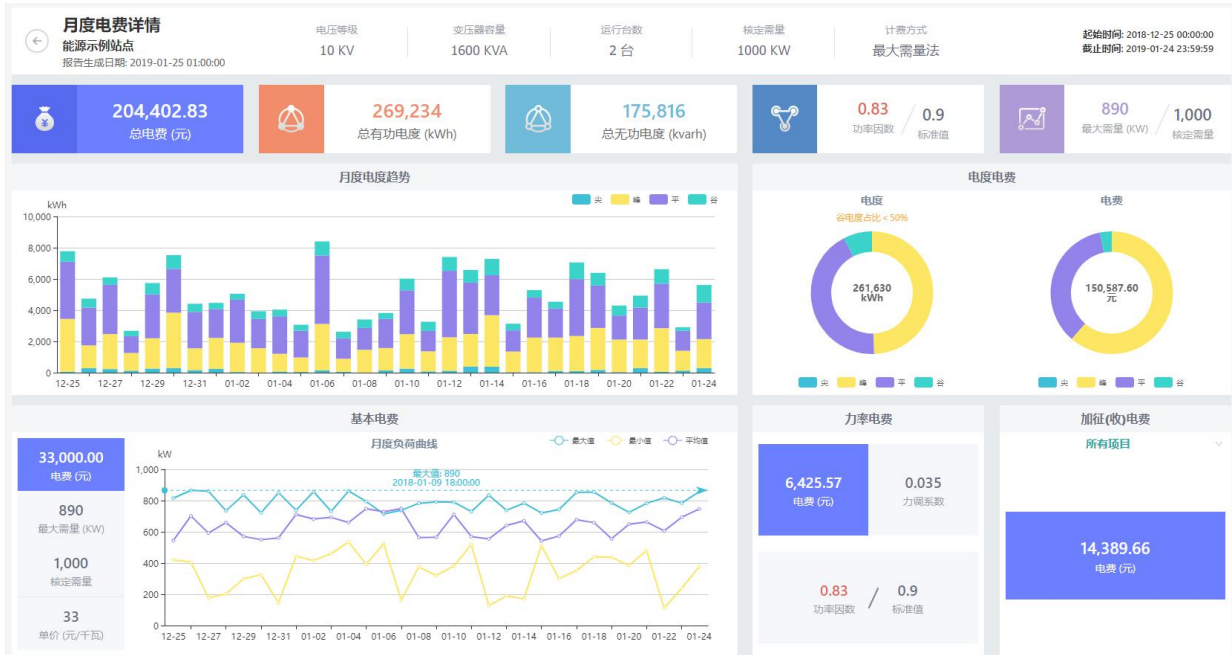 月度电费详情
能源示例站点
报告生成日期: 2019-01-25 01:00:00
电压等级
10 KV
变压器容量
1600 KVA
运行台数
2 台
核定需量
1000 KW
计费方式
最大需量法
起始时间: 2018-12-25 00:00:00
截止时间: 2019-01-24 23:59:59
204,402.83
总电费 (元)
269,234
总有功电度 (kWh)
175,816
总无功电度 (kvarh)
0.83
功率因数
/
0.9
标准值
890
最大需量 (KW)
/
1,000
核定需量
月度电度趋势
尖 峰 平 谷
kWh
10,000
8,000
6,000
4,000
2,000
0
12-25 12-27 12-29 12-31 01-02 01-04 01-06 01-08 01-10 01-12 01-14 01-16 01-18 01-20 01-22 01-24
电度电费
电度
谷电度占比 < 50%
261,630
kWh
尖 峰 平 谷
电费
150,587.60
元
尖 峰 平 谷
基本电费
33,000.00
电费 (元)
890
最大需量 (KW)
1,000
核定需量
33
单价 (元/千瓦)
月度负荷曲线
最大值 最小值 平均值
kW
最大值: 890
2018-01-09 18:00:00
1,000
800
600
400
200
0
12-25 12-27 12-29 12-31 01-02 01-04 01-06 01-08 01-10 01-12 01-14 01-16 01-18 01-20 01-22 01-24
力率电费
6,425.57
电费 (元)
0.035
力调系数
0.83
功率因数
/
0.9
标准值
加征(收)电费
所有项目
14,389.66
电费 (元)